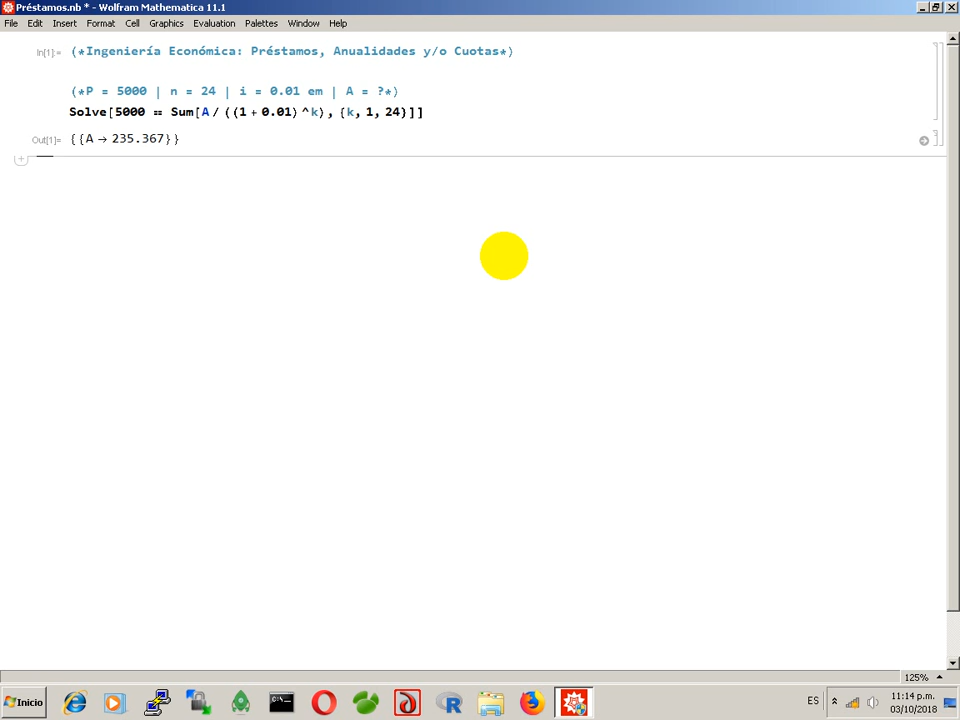 Préstamos.nb * - Wolfram Mathematica 11.1
File Edit Insert Format Cell Graphics Evaluation Palettes Window Help
In[1]:= (*Ingeniería Económica: Préstamos, Anualidades y/o Cuotas*)
(*P = 5000 | n = 24 | i = 0.01 em | A = ?*)
Solve[5000 == Sum[A / ((1 + 0.01) ^ k), {k, 1, 24}]]
Out[1]= {{A → 235.367}}
125%
Inicio
ES
11:14 p.m.
03/10/2018